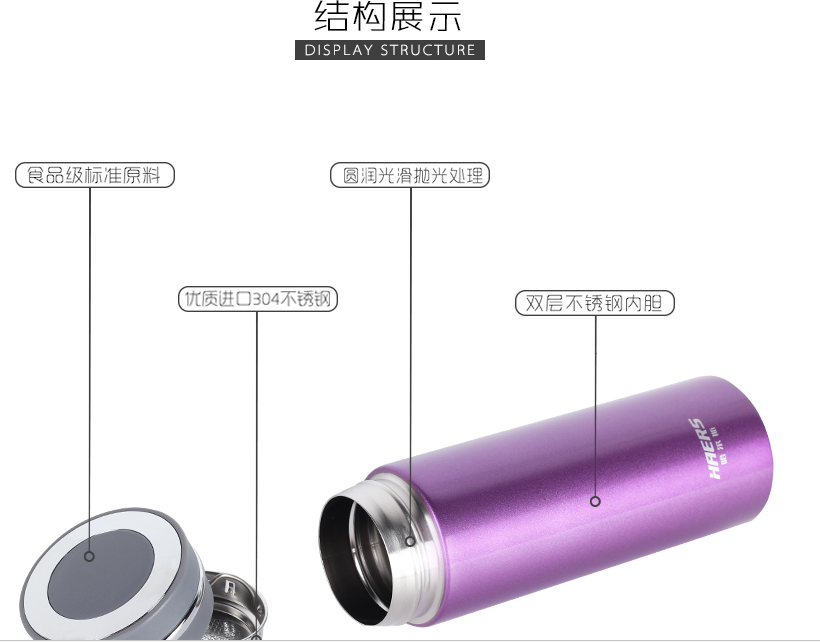 结构展示
DISPLAY STRUCTURE
食品级标准原料
圆润光滑抛光处理
优质进口304不锈钢
双层不锈钢内胆
HAERS
哈尔斯